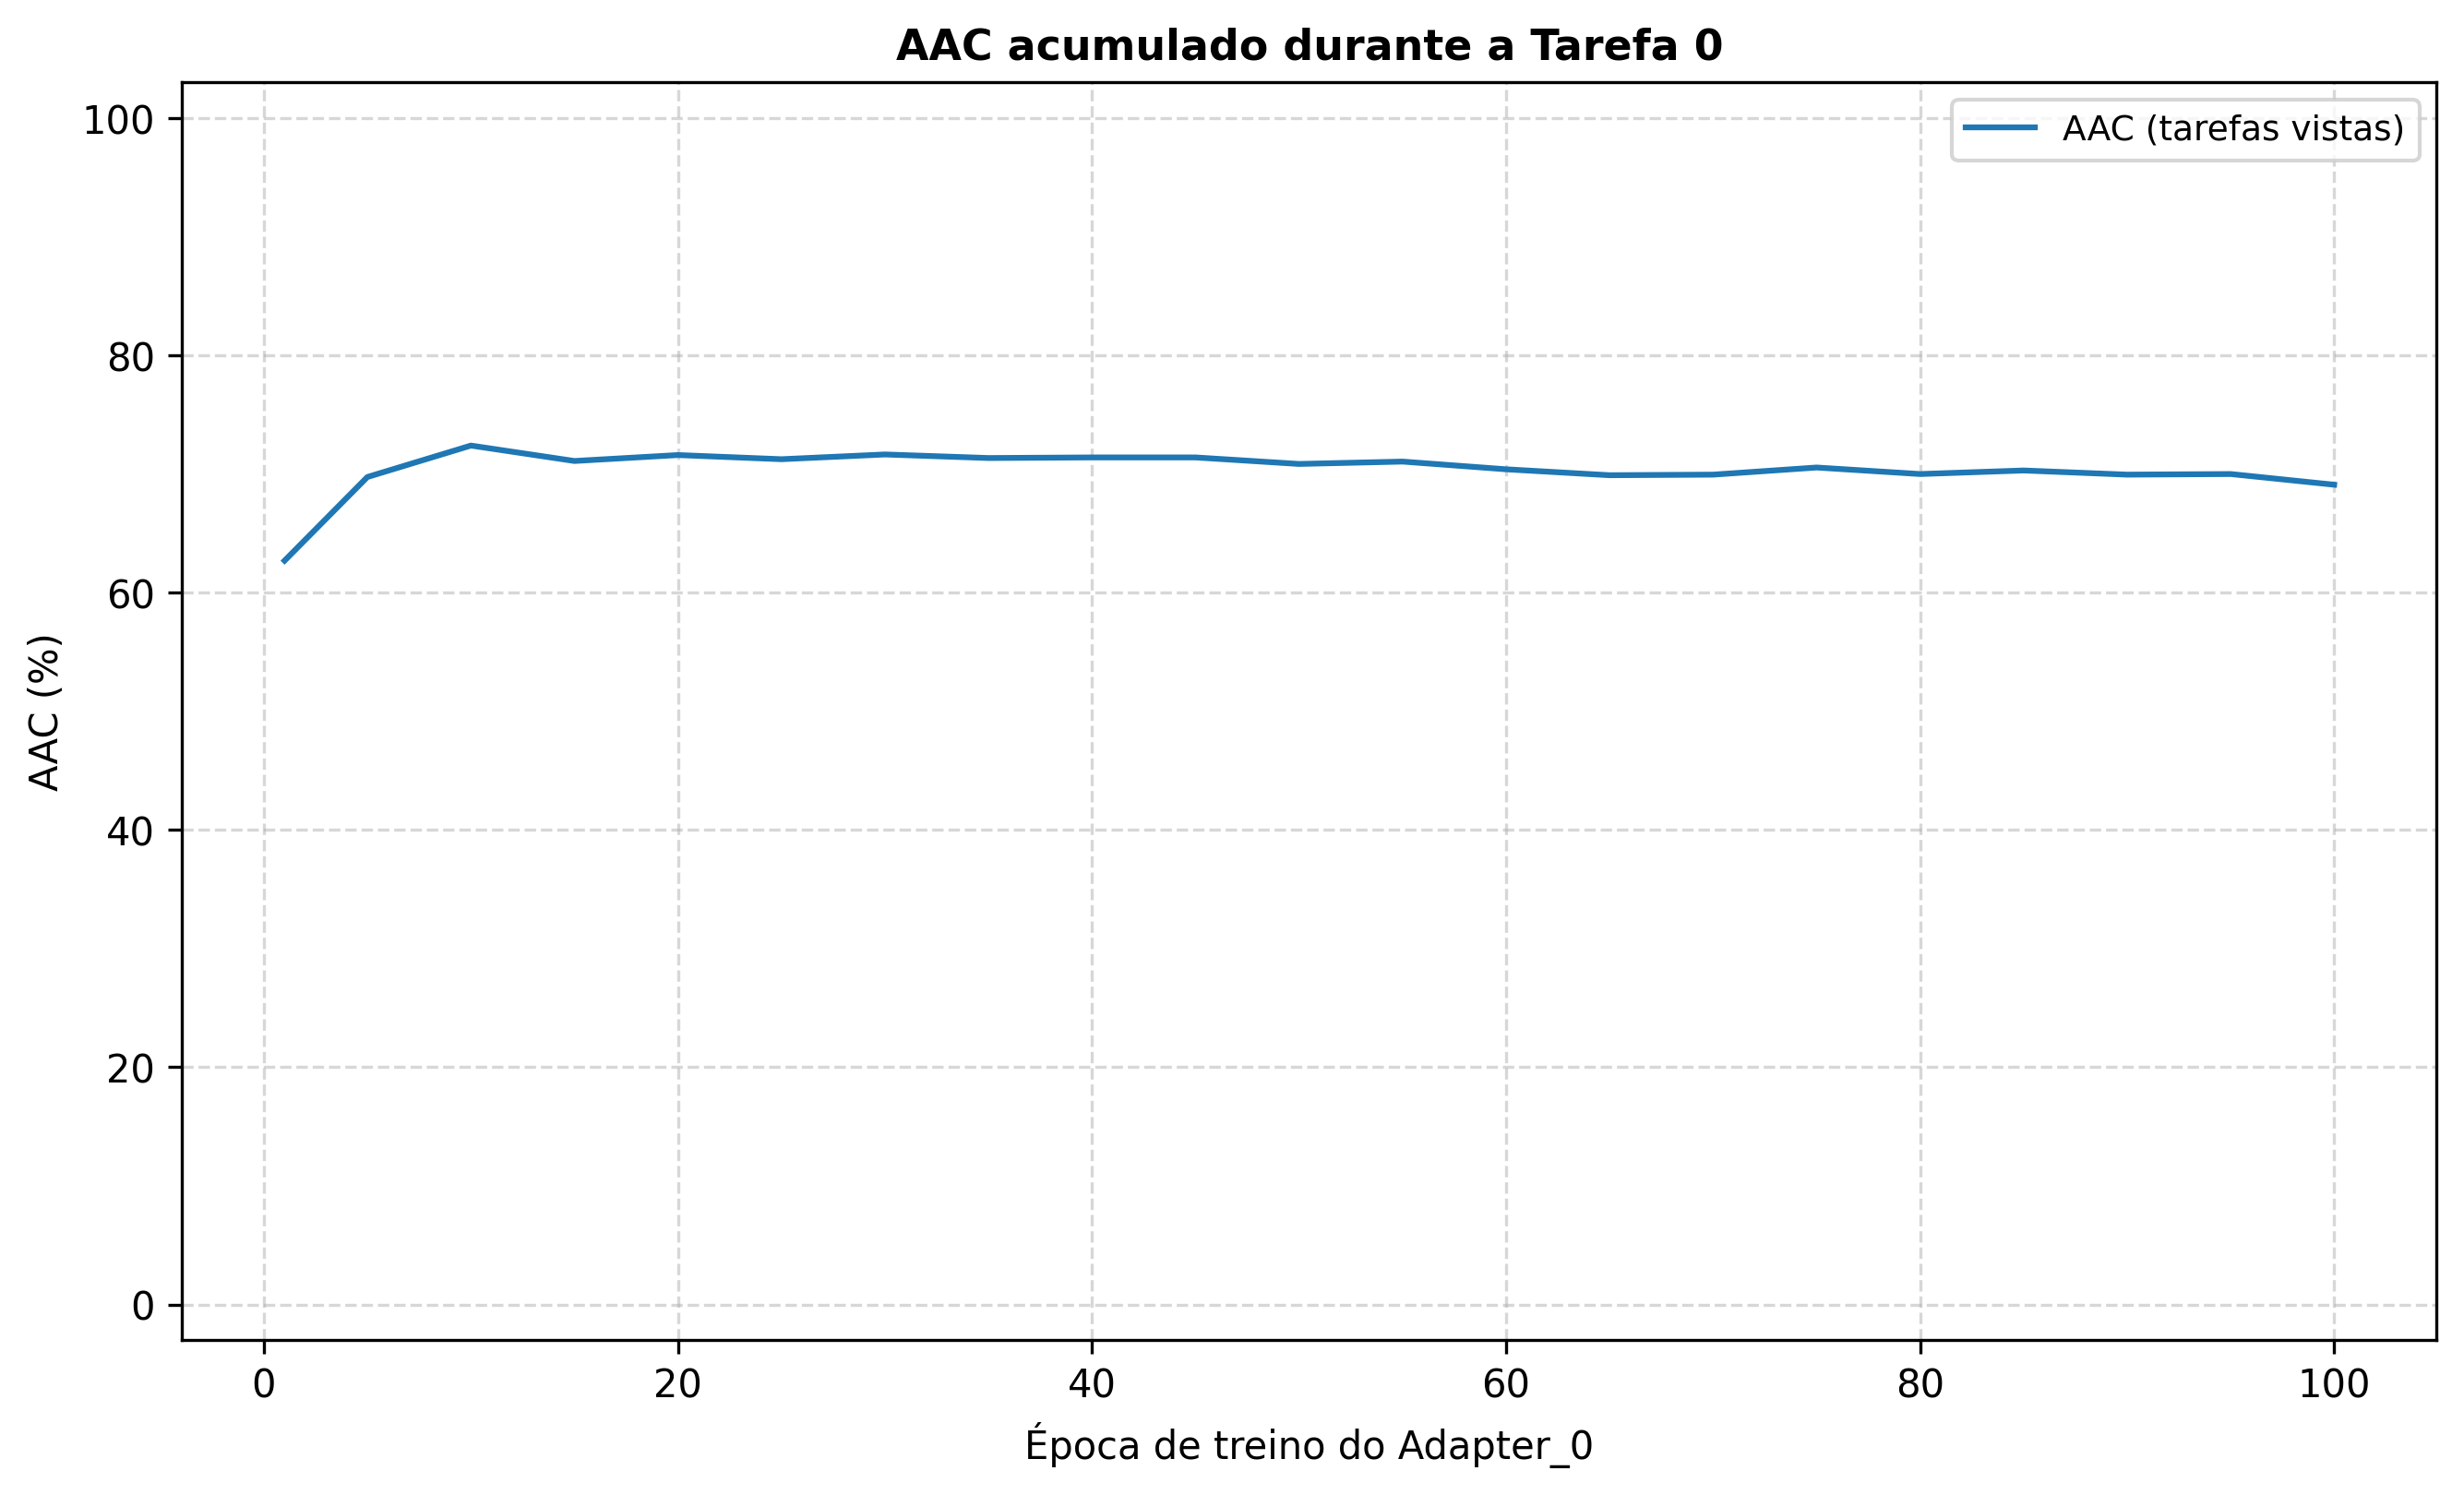 AAC acumulado durante a Tarefa 0
AAC (tarefas vistas)
AAC (%)
100
80
60
40
20
0
0 20 40 60 80 100
Época de treino do Adapter_0